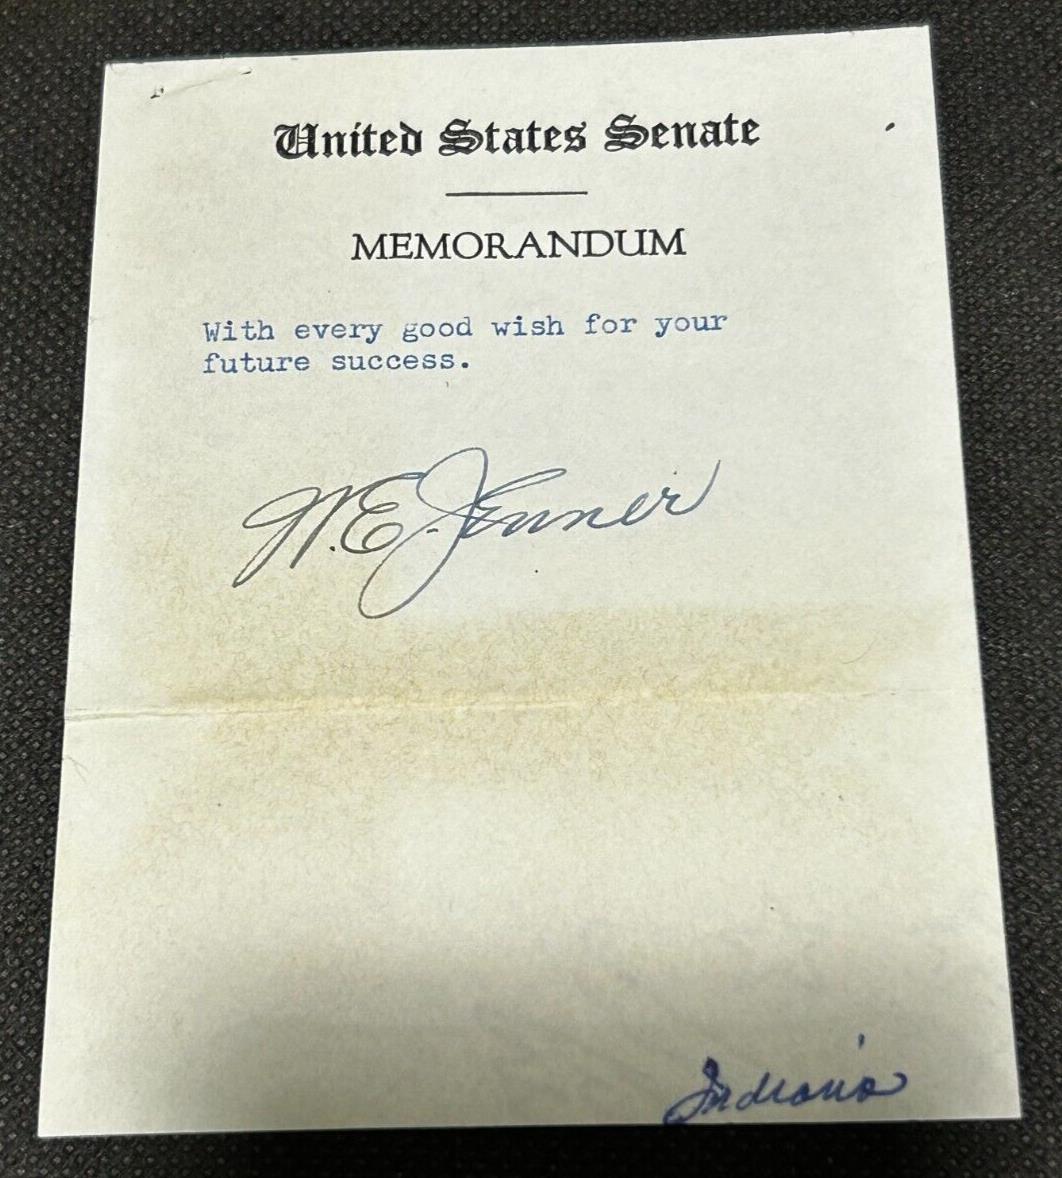 United States Senate
MEMORANDUM
With every good wish for your
future success.
W.E. Jenner
Indiana